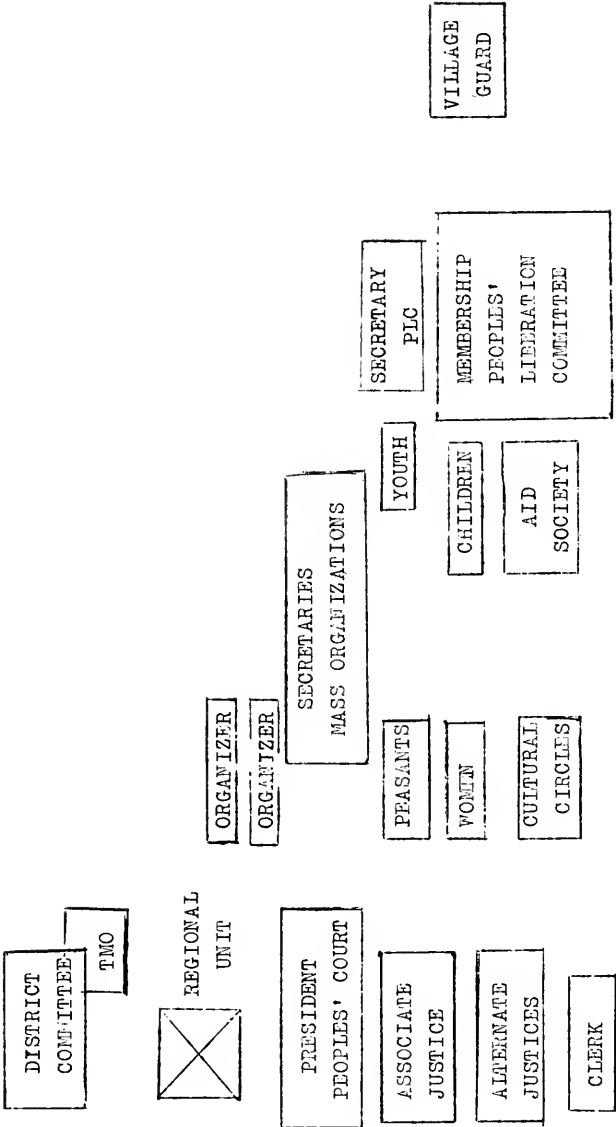 DISTRICT
COMMITTEE
TMO
REGIONAL
UNIT
PRESIDENT
PEOPLES' COURT
ASSOCIATE
JUSTICE
ALTERNATE
JUSTICES
CLERK
ORGANIZER
ORGANIZER
SECRETARIES
MASS ORGANIZATIONS
PEASANTS
WOMEN
CULTURAL
CIRCLES
YOUTH
CHILDREN
AID
SOCIETY
SECRETARY
PLC
MEMBERSHIP
PEOPLES'
LIBERATION
COMMITTEE
VILLAGE
GUARD